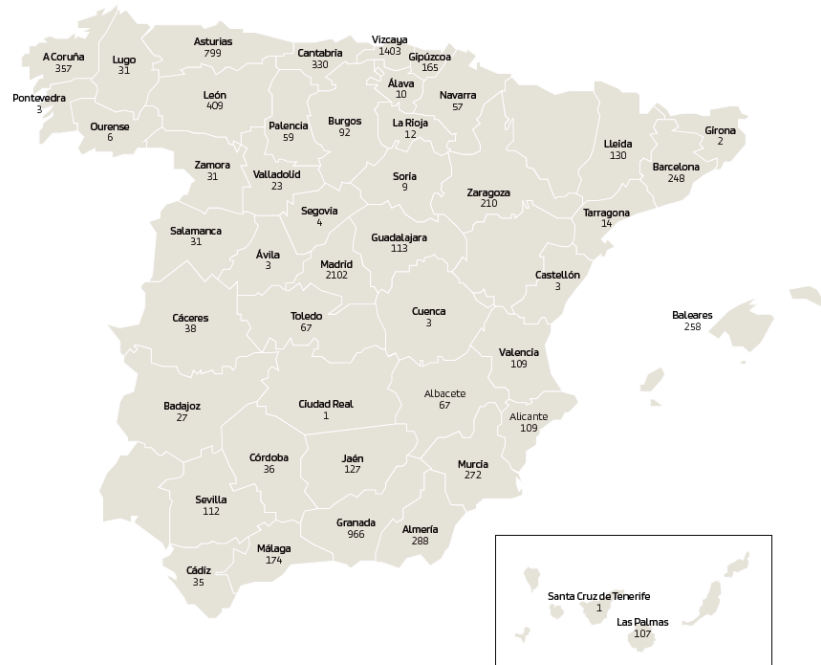 A Coruña
357
Lugo
31
Asturias
799
Cantabria
330
Vizcaya
1403
Gipúzcoa
165
Álava
10
Navarra
57
Pontevedra
3
Ourense
6
León
409
Palencia
59
Burgos
92
La Rioja
12
Lleida
130
Girona
2
Barcelona
248
Zamora
31
Valladolid
23
Soria
9
Zaragoza
210
Tarragona
14
Segovia
4
Salamanca
31
Ávila
3
Madrid
2102
Guadalajara
113
Castellón
3
Cáceres
38
Toledo
67
Cuenca
3
Baleares
258
Valencia
109
Badajoz
27
Ciudad Real
1
Albacete
67
Alicante
109
Córdoba
36
Jaén
127
Murcia
272
Sevilla
112
Granada
966
Almería
288
Málaga
174
Cádiz
35
Santa Cruz de Tenerife
1
Las Palmas
107